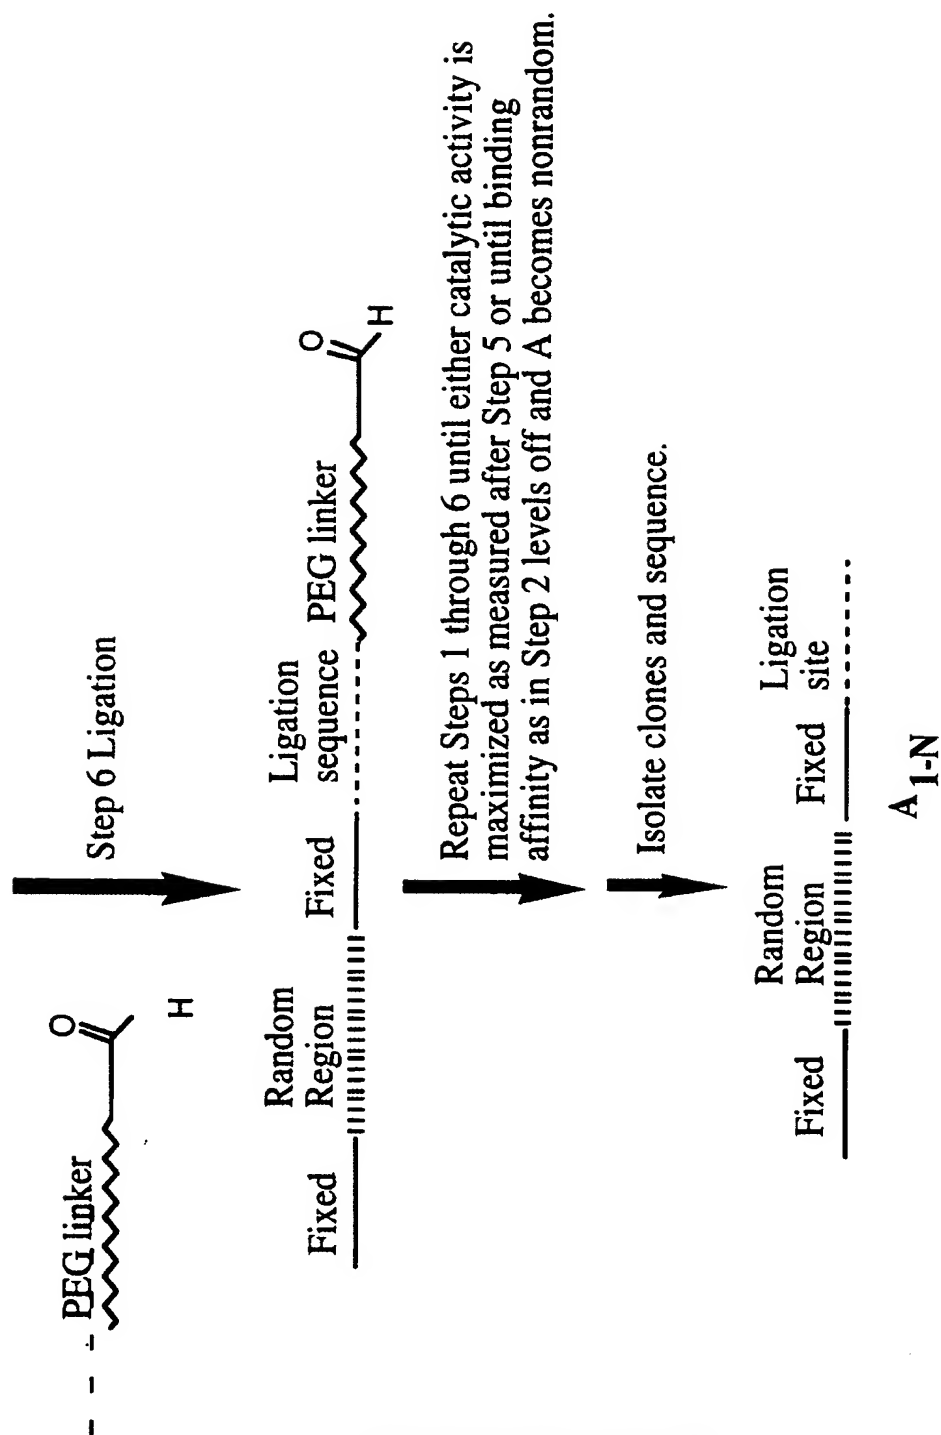 Step 6 Ligation
PEG linker
O
H
Random
Region
Fixed
Fixed
Ligation
sequence
PEG linker
O
H
Repeat Steps 1 through 6 until either catalytic activity is
maximized as measured after Step 5 or until binding
affinity as in Step 2 levels off and A becomes nonrandom.
Isolate clones and sequence.
Fixed
Random
Region
Fixed
Ligation
site
A 1-N